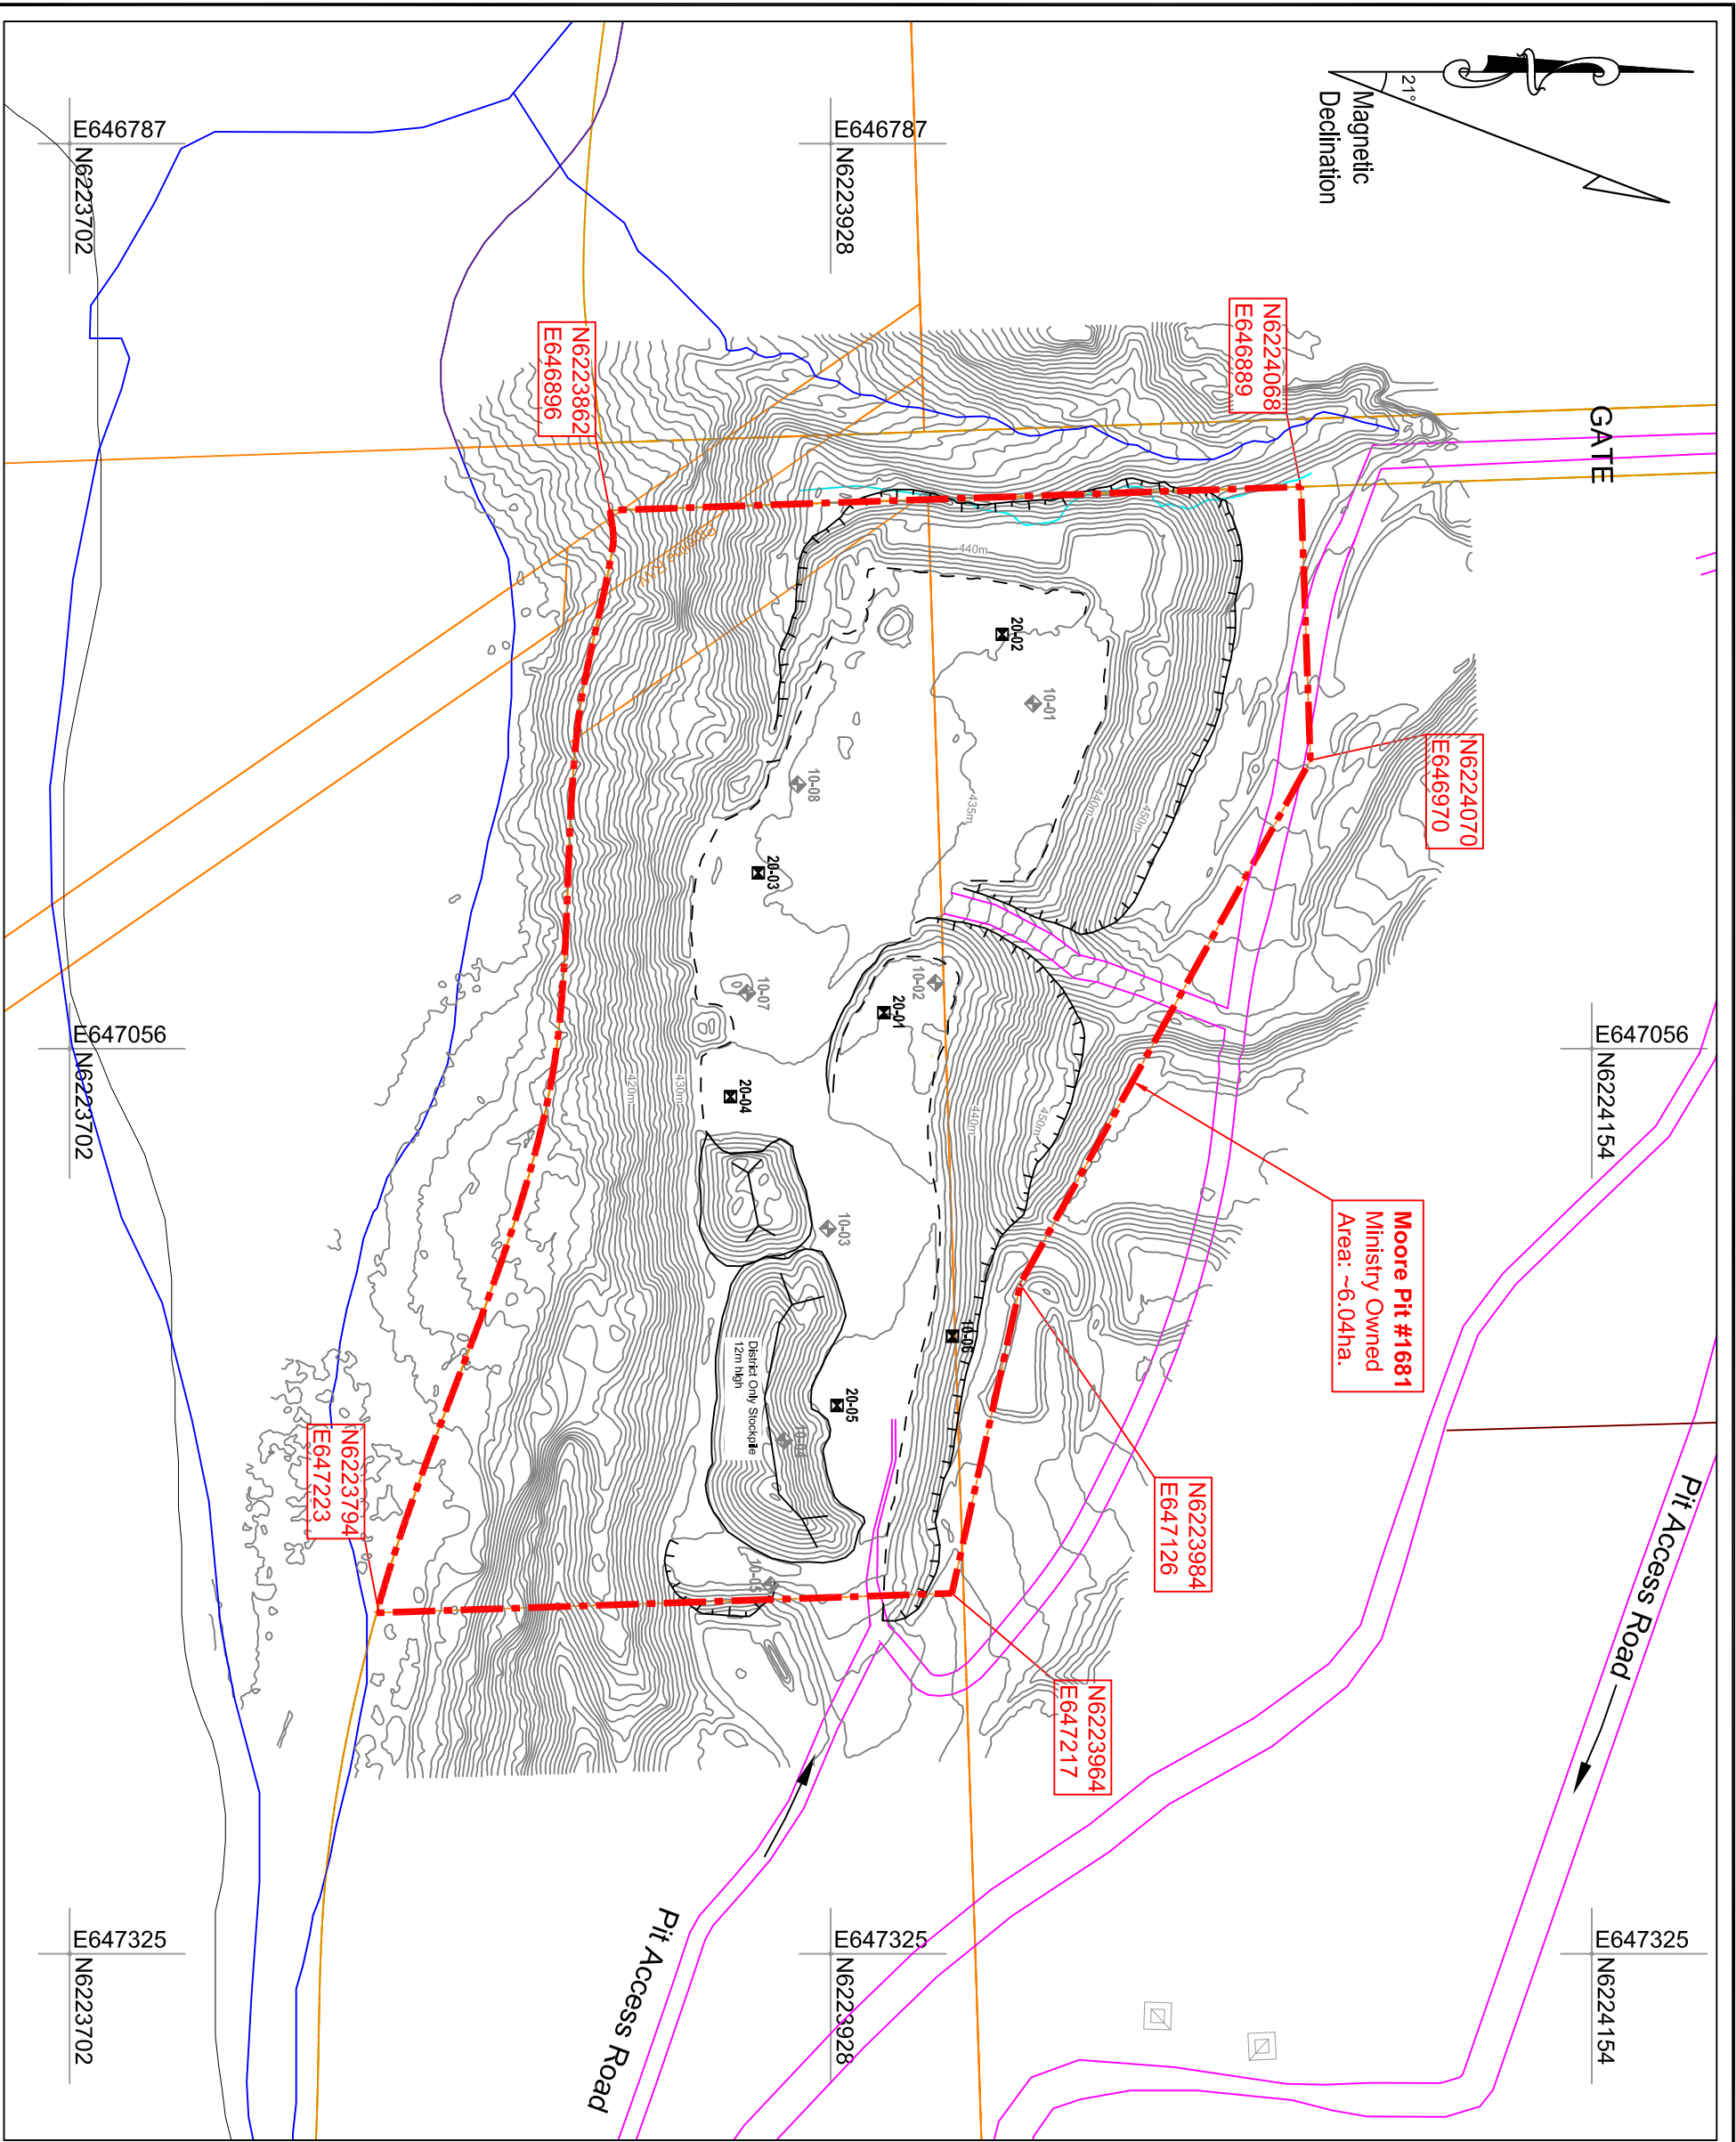 Magnetic
Declination
21°
GATE
Pit Access Road
E646787
N6223928
E646787
N6223702
E647056
N6224154
E647056
N6223702
E647325
N6224154
E647325
N6223928
E647325
N6223702
N6224068
E646889
N6224070
E646970
N6223862
E646896
Moore Pit #1681
Ministry Owned
Area: ~6.04ha.
N6223984
E647126
N6223964
E647217
N6223794
E647223
440m
20-02
10-01
10-08
435m
440m
450m
20-03
10-07
10-02
20-01
20-04
420m
430m
440m
450m
10-03
10-06
20-05
10-04
District Only Stockpile
12m high
10-05
Pit Access Road